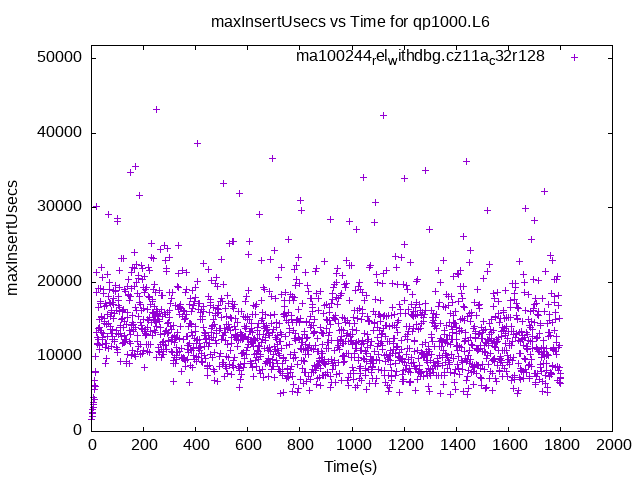 maxInsertUsecs vs Time for qp1000.L6
ma100244relwithdbg.cz11ac32r128
50000
40000
30000
20000
10000
0
maxInsertUsecs
0 200 400 600 800 1000 1200 1400 1600 1800 2000
Time(s)